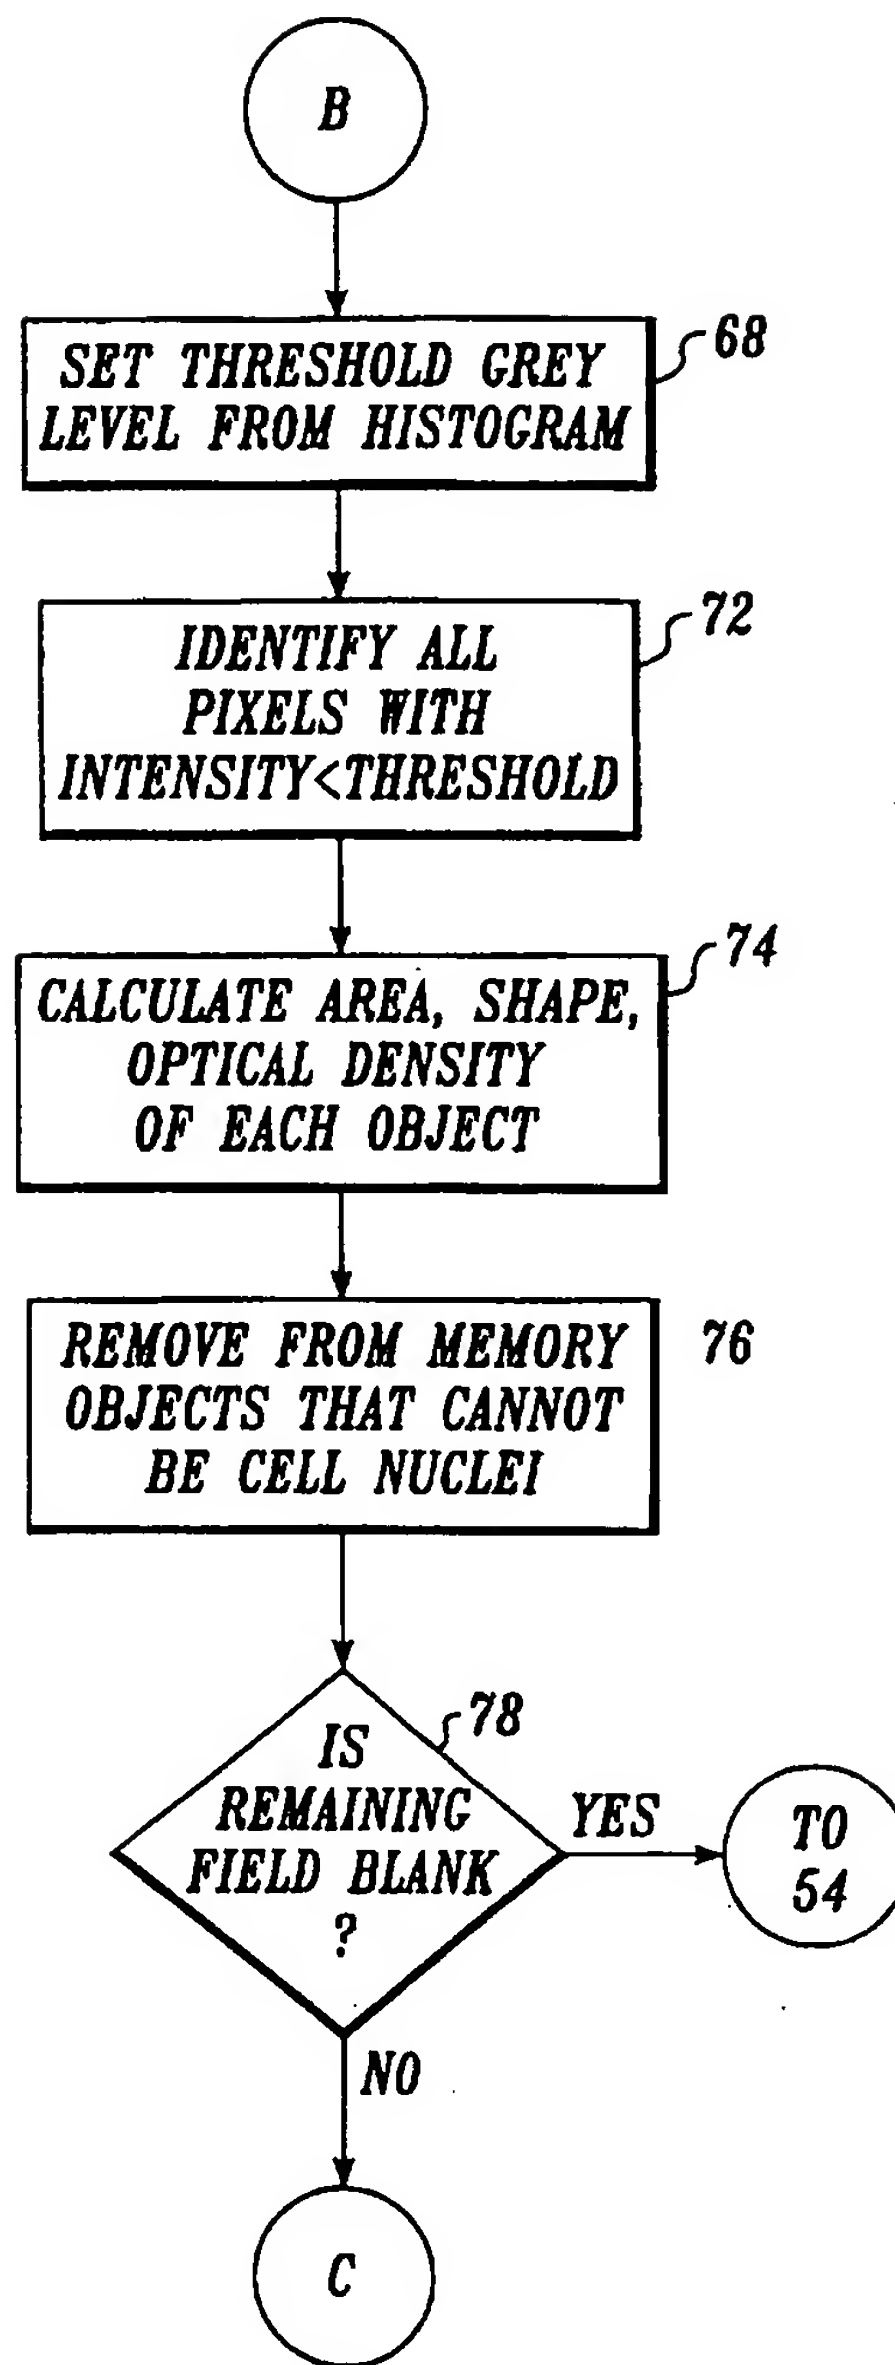 B
SET THRESHOLD GREY
LEVEL FROM HISTOGRAM
68
IDENTIFY ALL
PIXELS WITH
INTENSITY<THRESHOLD
72
CALCULATE AREA, SHAPE,
OPTICAL DENSITY
OF EACH OBJECT
74
REMOVE FROM MEMORY
OBJECTS THAT CANNOT
BE CELL NUCLEI
76
IS
REMAINING
FIELD BLANK
?
78
YES
TO
54
NO
C